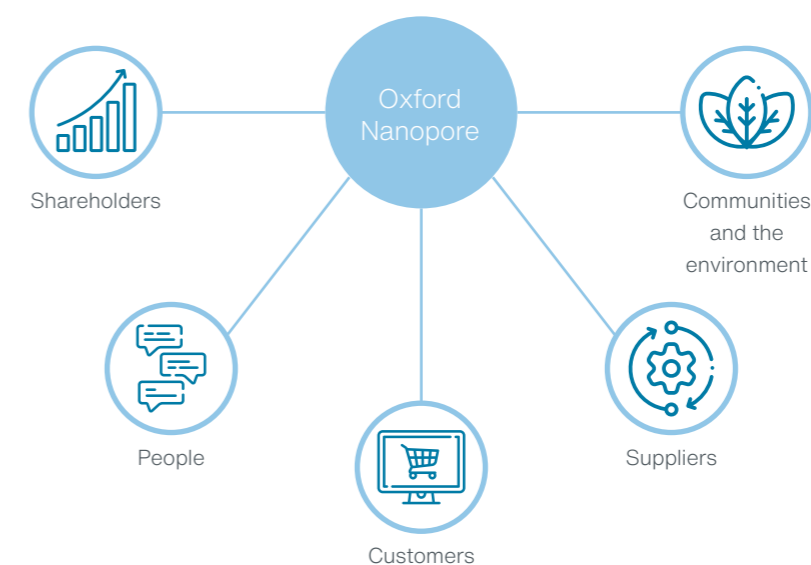 Oxford
Nanopore
Shareholders
Communities
and the
environment
People
Suppliers
Customers